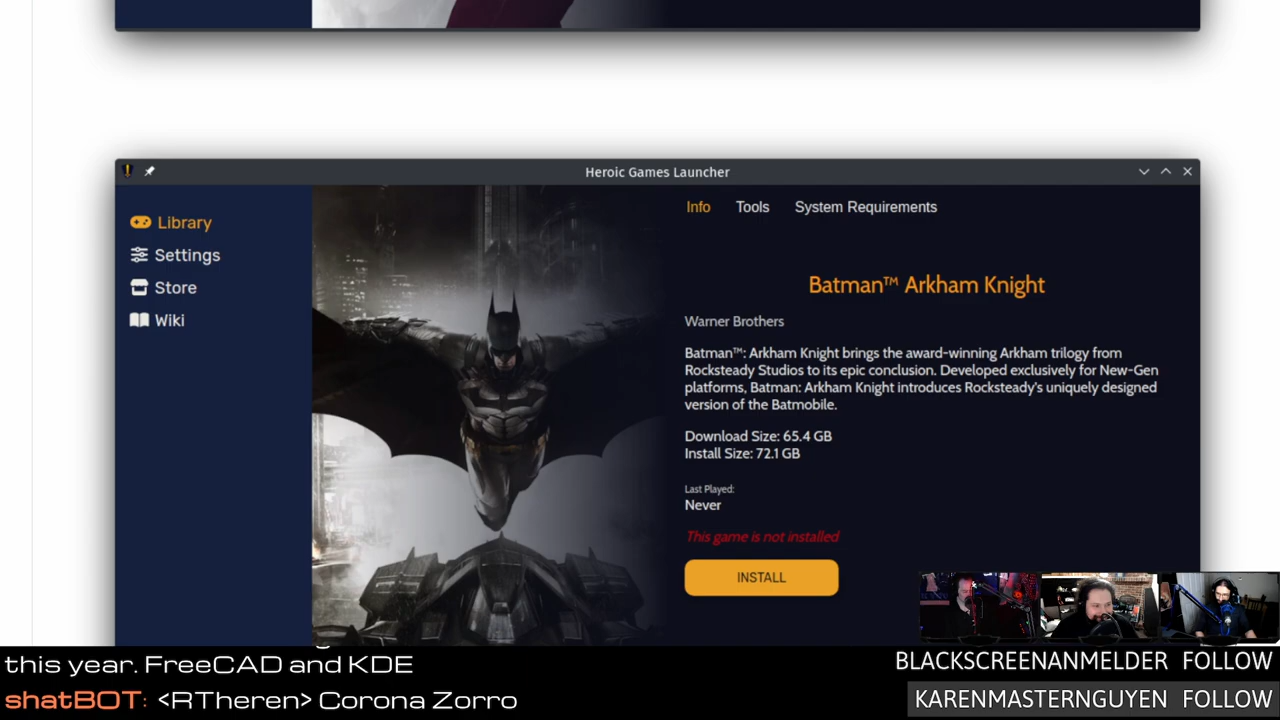 Heroic Games Launcher
Library
Settings
Store
Wiki
Info Tools System Requirements
Batman™ Arkham Knight
Warner Brothers
Batman™: Arkham Knight brings the award-winning Arkham trilogy from
Rocksteady Studios to its epic conclusion. Developed exclusively for New-Gen
platforms, Batman: Arkham Knight introduces Rocksteady's uniquely designed
version of the Batmobile.
Download Size: 65.4 GB
Install Size: 72.1 GB
Last Played:
Never
This game is not installed
INSTALL
this year. FreeCAD and KDE
shatBOT: <RTheren> Corona Zorro
BLACKSCREENANMELDER FOLLOW
KARENMASTERNGUYEN FOLLOW